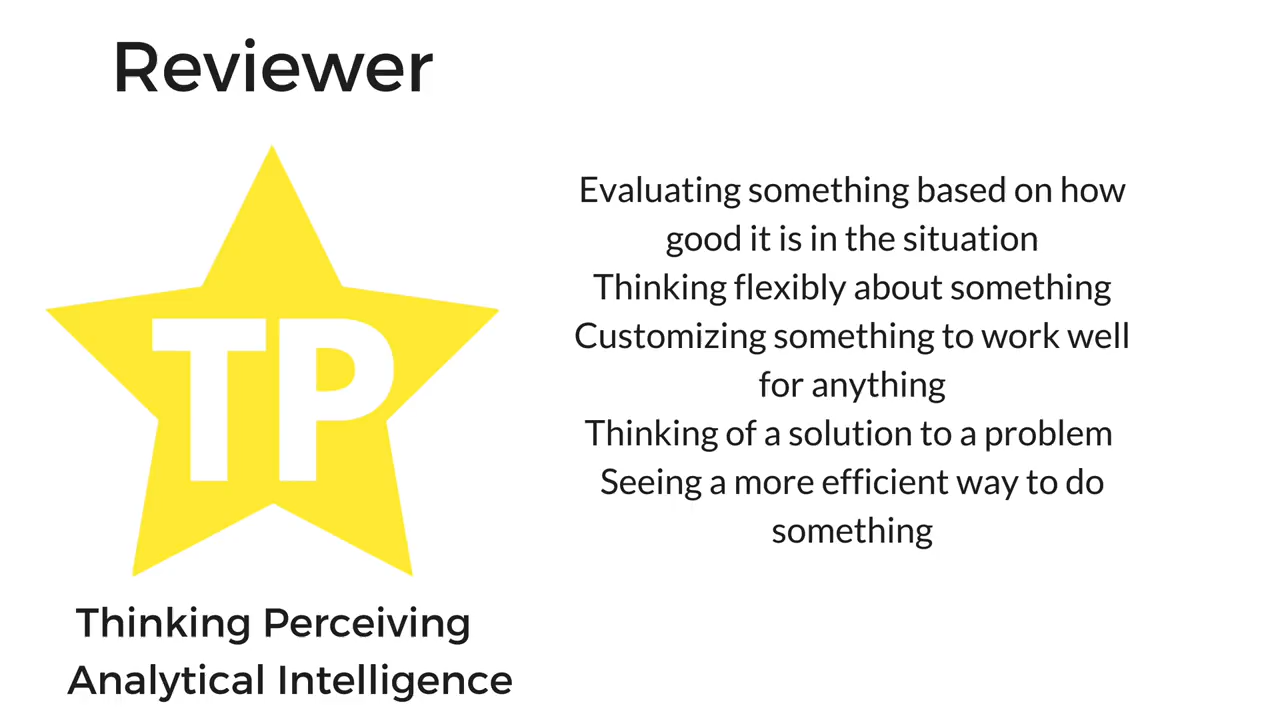 Reviewer
TP
Thinking Perceiving
Analytical Intelligence
Evaluating something based on how
good it is in the situation
Thinking flexibly about something
Customizing something to work well
for anything
Thinking of a solution to a problem
Seeing a more efficient way to do
something